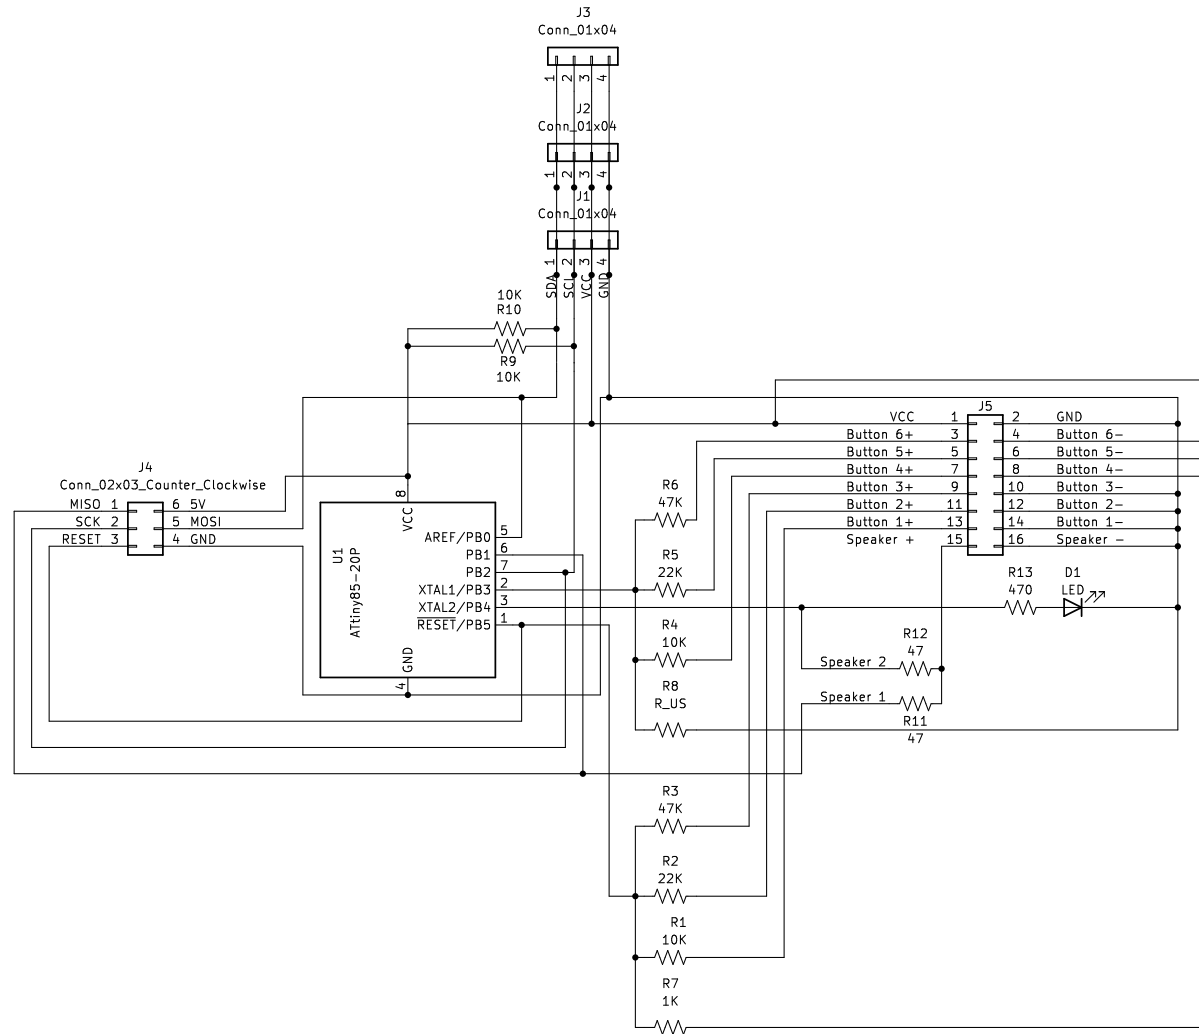 J3
Conn_01x04
1 2 3 4
J2
Conn_01x04
1 2 3 4
J1
Conn_01x04
1 2 3 4
SDA SCL VCC GND
10K
R10
R9
10K
J5
VCC 1 2 GND
Button 6+ 3 4 Button 6-
Button 5+ 5 6 Button 5-
Button 4+ 7 8 Button 4-
Button 3+ 9 10 Button 3-
Button 2+ 11 12 Button 2-
Button 1+ 13 14 Button 1-
Speaker + 15 16 Speaker -
J4
Conn_02x03_Counter_Clockwise
MISO 1 6 5V
SCK 2 5 MOSI
RESET 3 4 GND
8
VCC
U1
ATtiny85-20P
AREF/PB0 5
PB1 6
PB2 7
XTAL1/PB3 2
XTAL2/PB4 3
RESET/PB5 1
GND
4
R6
47K
R5
22K
R4
10K
R8
R_US
R13
470
D1
LED
R12
47
Speaker 2
Speaker 1
R11
47
R3
47K
R2
22K
R1
10K
R7
1K